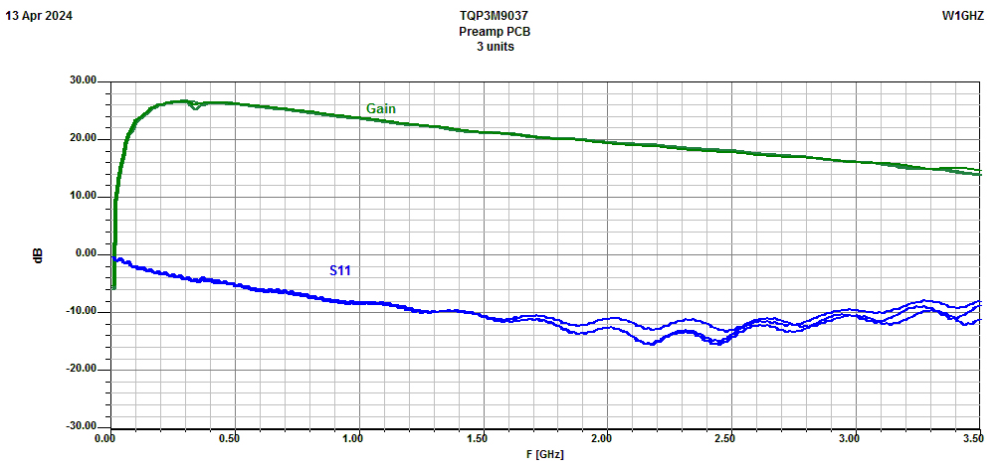 13 Apr 2024 TQP3M9037 W1GHZ
Preamp PCB
3 units
30.00
Gain
20.00
10.00
0.00
dB
S11
-10.00
-20.00
-30.00
0.00 0.50 1.00 1.50 2.00 2.50 3.00 3.50
F [GHz]